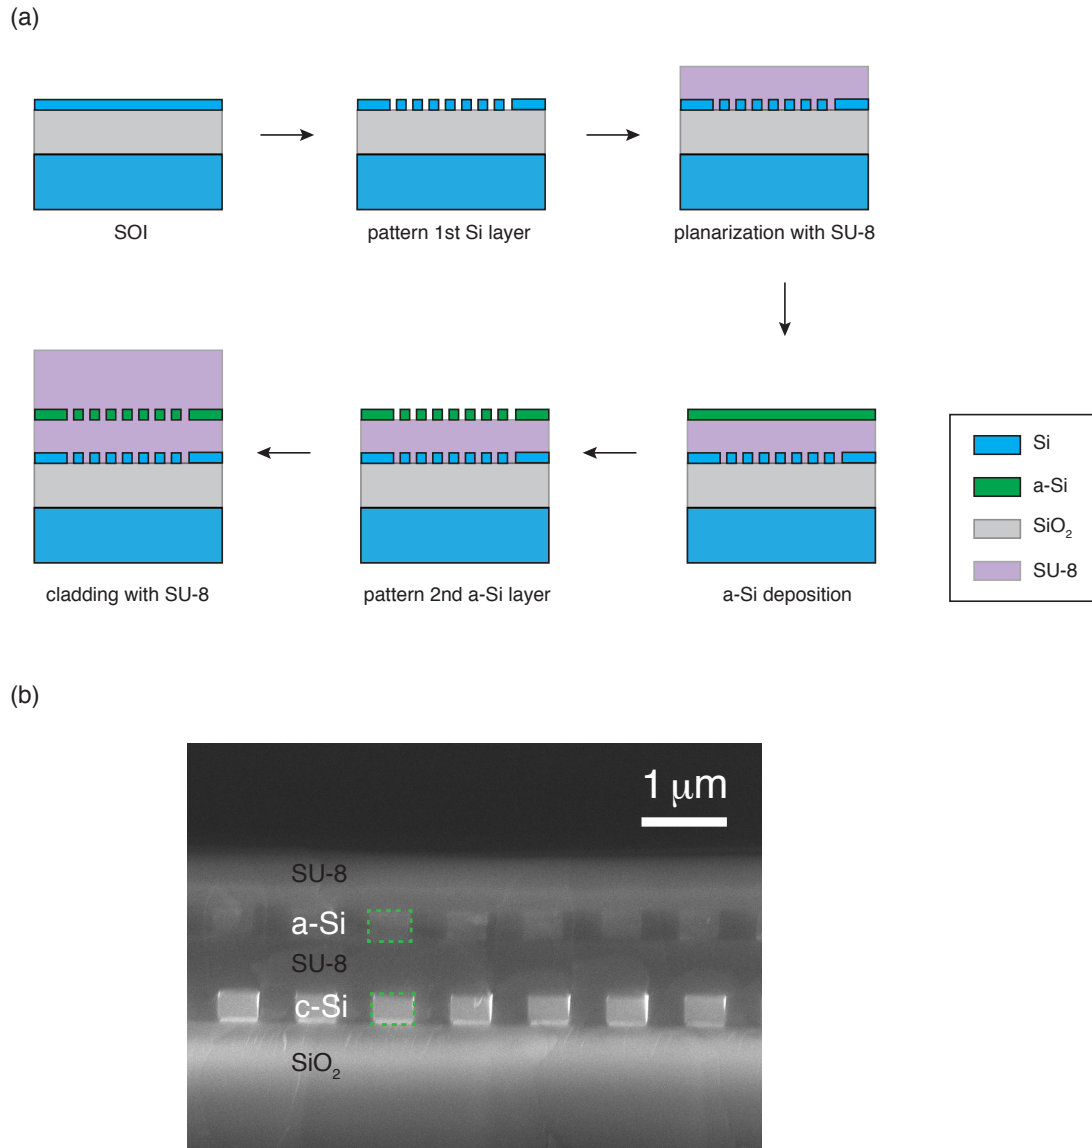 (a)
SOI
pattern 1st Si layer
planarization with SU-8
cladding with SU-8
pattern 2nd a-Si layer
a-Si deposition
Si
a-Si
SiO₂
SU-8
(b)
1 μm
SU-8
a-Si
SU-8
c-Si
SiO₂